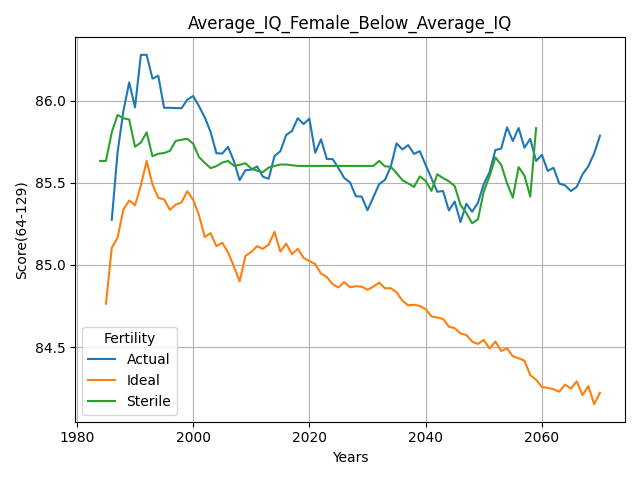 Average_IQ_Female_Below_Average_IQ
Score(64-129)
86.0
85.5
85.0
84.5
Fertility
Actual
Ideal
Sterile
1980
2000
2020
2040
2060
Years